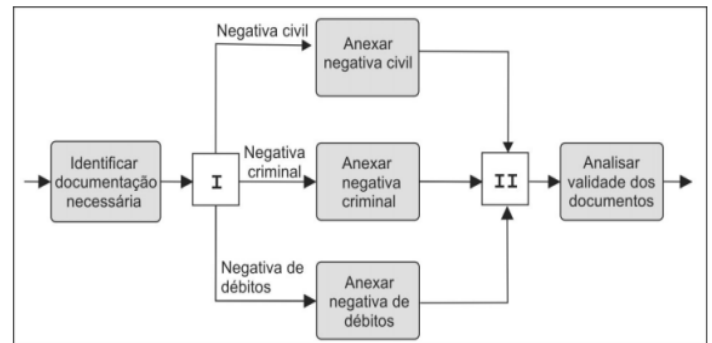 Negativa civil
Anexar
negativa civil
Identificar
documentação
necessária
I
Negativa
criminal
Anexar
negativa
criminal
II
Analisar
validade dos
documentos
Negativa de
débitos
Anexar
negativa de
débitos